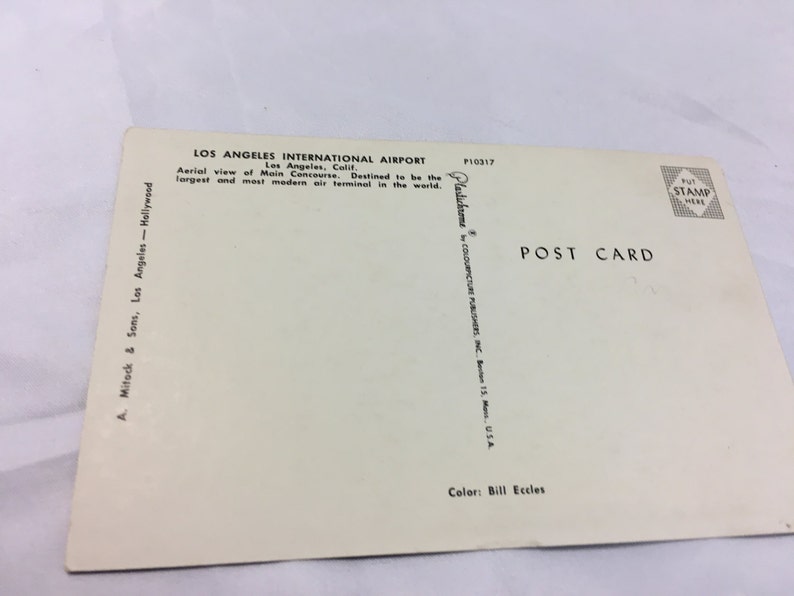 LOS ANGELES INTERNATIONAL AIRPORT
Los Angeles, Calif.
Aerial view of Main Concourse. Destined to be the
largest and most modern air terminal in the world.
P10317
A. Mitock & Sons, Los Angeles — Hollywood
Plastichrome ® by COLOURPICTURE PUBLISHERS, INC. Boston 15, Mass., U.S.A.
PUT
STAMP
HERE
POST CARD
Color: Bill Eccles